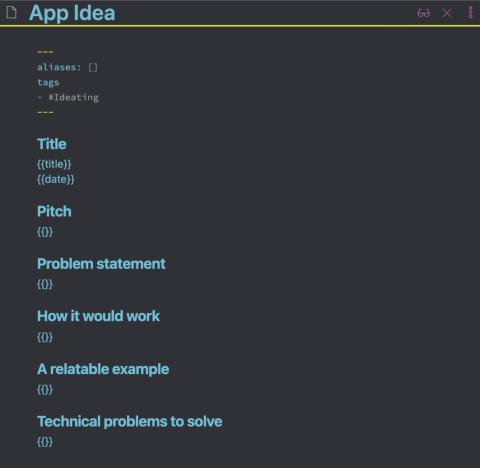 App Idea
---
aliases: []
tags
- #Ideating
---
Title
{{title}}
{{date}}
Pitch
{{}}
Problem statement
{{}}
How it would work
{{}}
A relatable example
{{}}
Technical problems to solve
{{}}